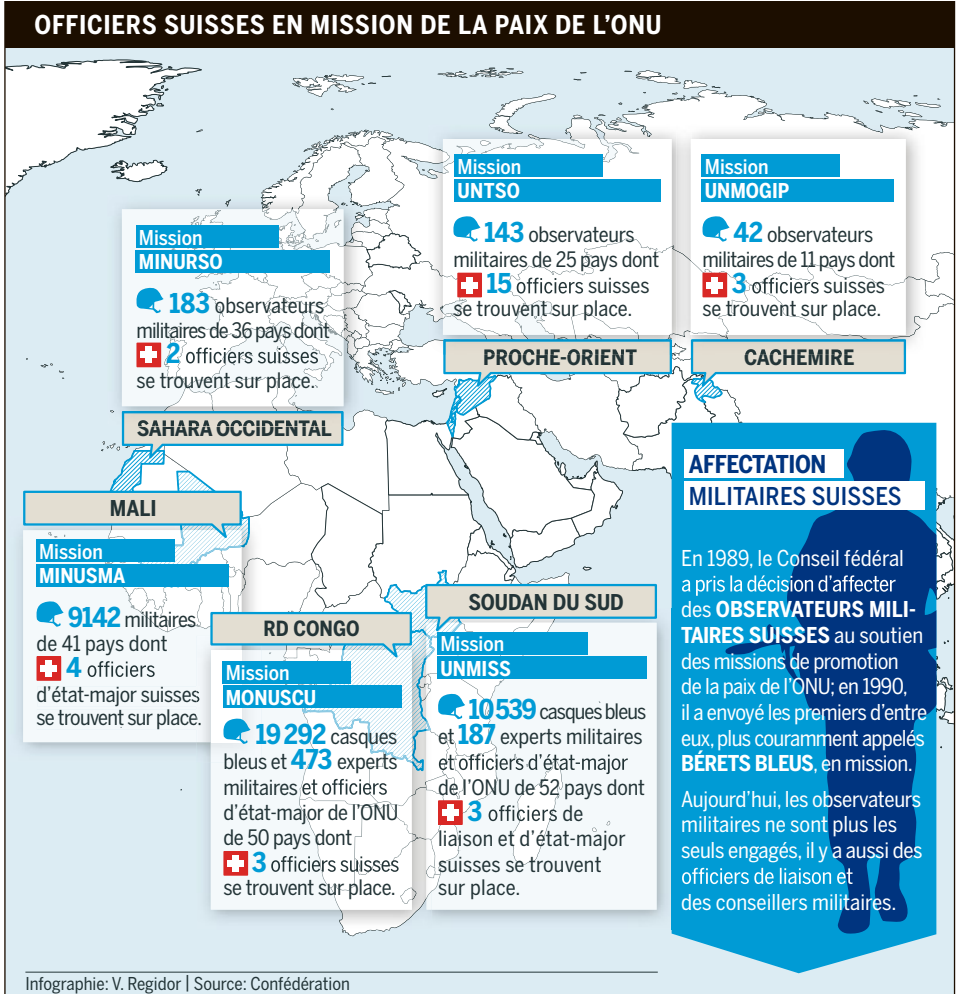 OFFICIERS SUISSES EN MISSION DE LA PAIX DE L'ONU
Mission
UNTSO
143 observateurs
militaires de 25 pays dont
15 officiers suisses
se trouvent sur place.
PROCHE-ORIENT
Mission
UNMOGIP
42 observateurs
militaires de 11 pays dont
3 officiers suisses
se trouvent sur place.
CACHEMIRE
Mission
MINURSO
183 observateurs
militaires de 36 pays dont
2 officiers suisses
se trouvent sur place.
SAHARA OCCIDENTAL
MALI
Mission
MINUSMA
9142 militaires
de 41 pays dont
4 officiers
d'état-major suisses
se trouvent sur place.
RD CONGO
Mission
MONUSCU
19 292 casques
bleus et 473 experts
militaires et officiers
d'état-major de l'ONU
de 50 pays dont
3 officiers suisses
se trouvent sur place.
SOUDAN DU SUD
Mission
UNMISS
10 539 casques bleus
et 187 experts militaires
et officiers d'état-major
de l'ONU de 52 pays dont
3 officiers de
liaison et d'état-major
suisses se trouvent
sur place.
AFFECTATION
MILITAIRES SUISSES
En 1989, le Conseil fédéral
a pris la décision d'affecter
des OBSERVATEURS MILI-
TAIRES SUISSES au soutien
des missions de promotion
de la paix de l'ONU; en 1990,
il a envoyé les premiers d'entre
eux, plus couramment appelés
BÉRETS BLEUS, en mission.
Aujourd'hui, les observateurs
militaires ne sont plus les
seuls engagés, il y a aussi des
officiers de liaison et
des conseillers militaires.
Infographie: V. Regidor | Source: Confédération